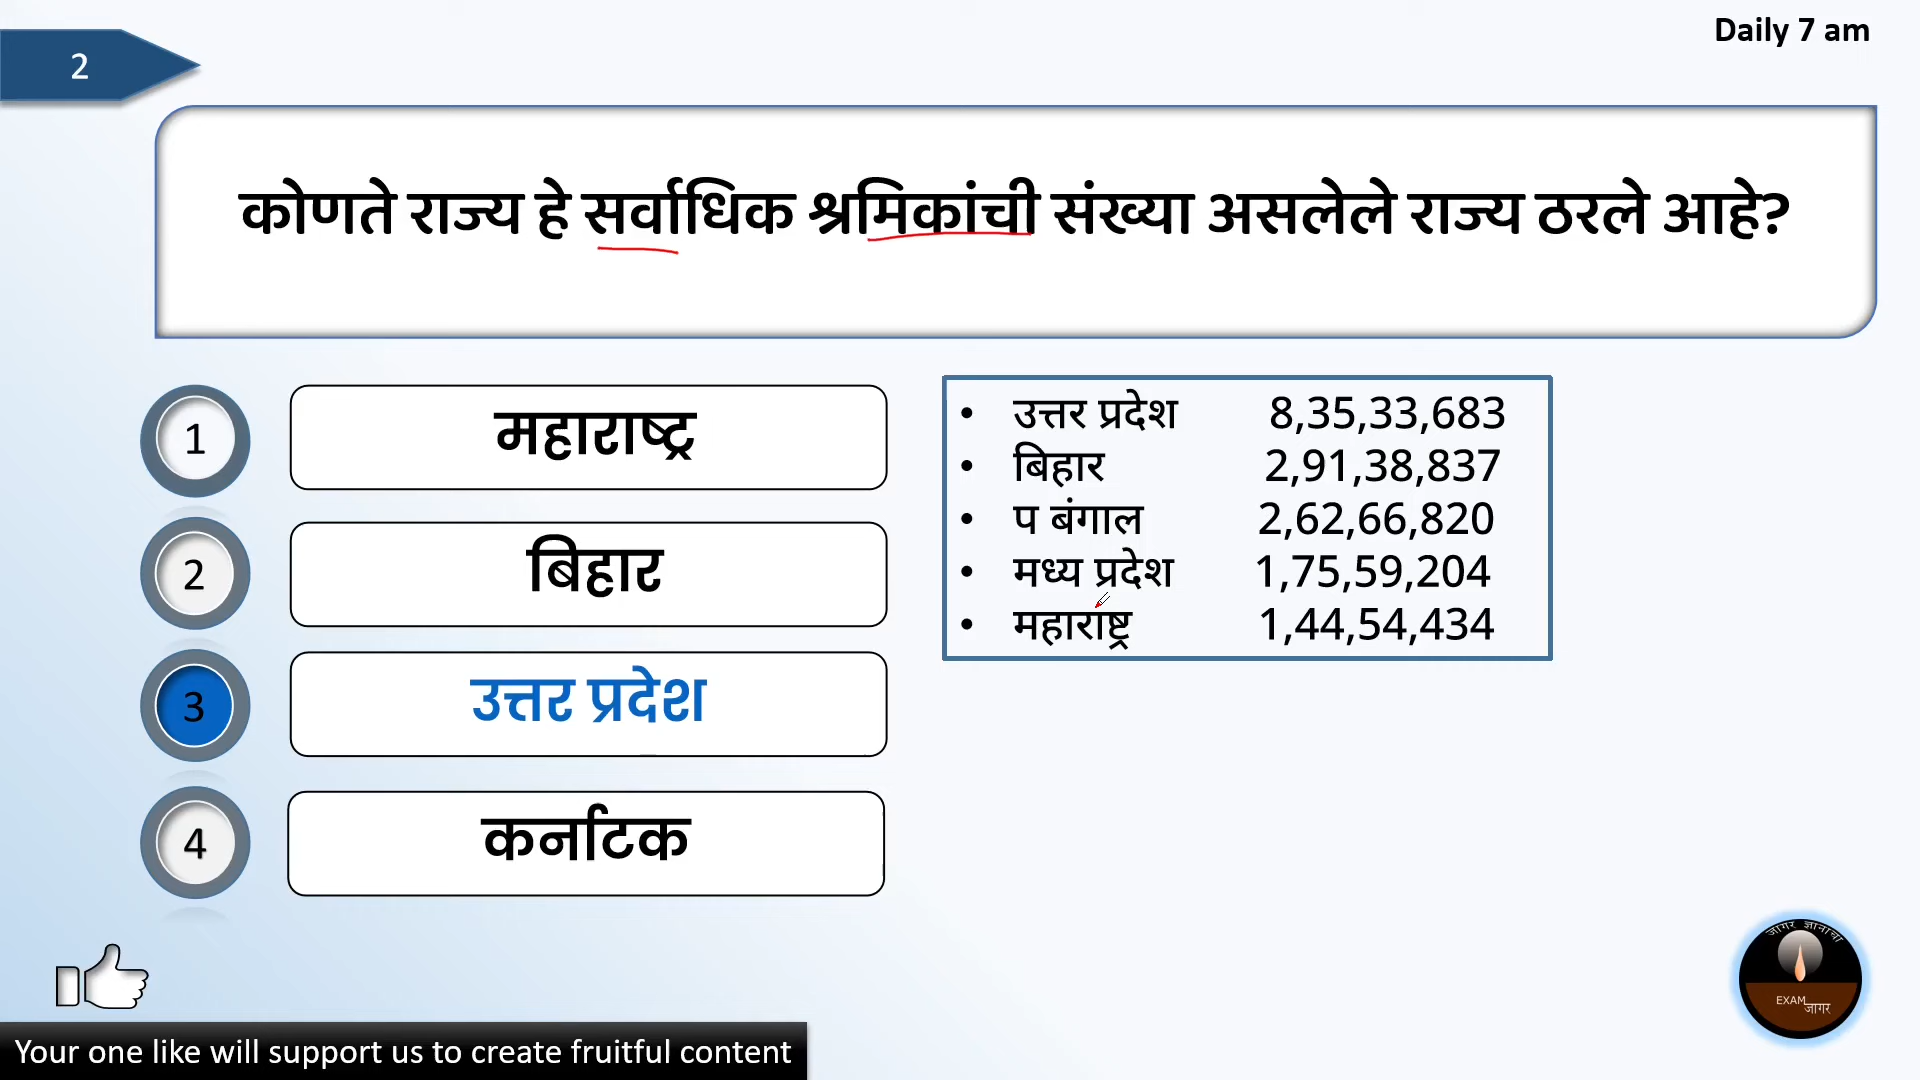 Daily 7 am
2
कोणते राज्य हे सर्वाधिक श्रमिकांची संख्या असलेले राज्य ठरले आहे?
1
महाराष्ट्र
2
बिहार
3
उत्तर प्रदेश
4
कर्नाटक
• उत्तर प्रदेश 8,35,33,683
• बिहार 2,91,38,837
• प बंगाल 2,62,66,820
• मध्य प्रदेश 1,75,59,204
• महाराष्ट्र 1,44,54,434
जागर ज्ञानाचा
EXAM
जागर
Your one like will support us to create fruitful content